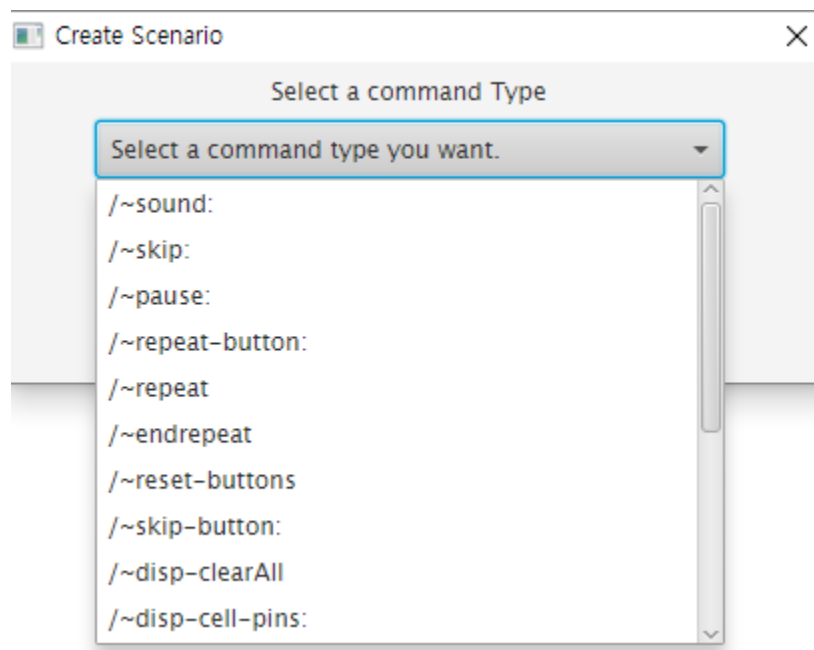 Create Scenario
Select a command Type
Select a command type you want.
/~sound:
/~skip:
/~pause:
/~repeat-button:
/~repeat
/~endrepeat
/~reset-buttons
/~skip-button:
/~disp-clearAll
/~disp-cell-pins: